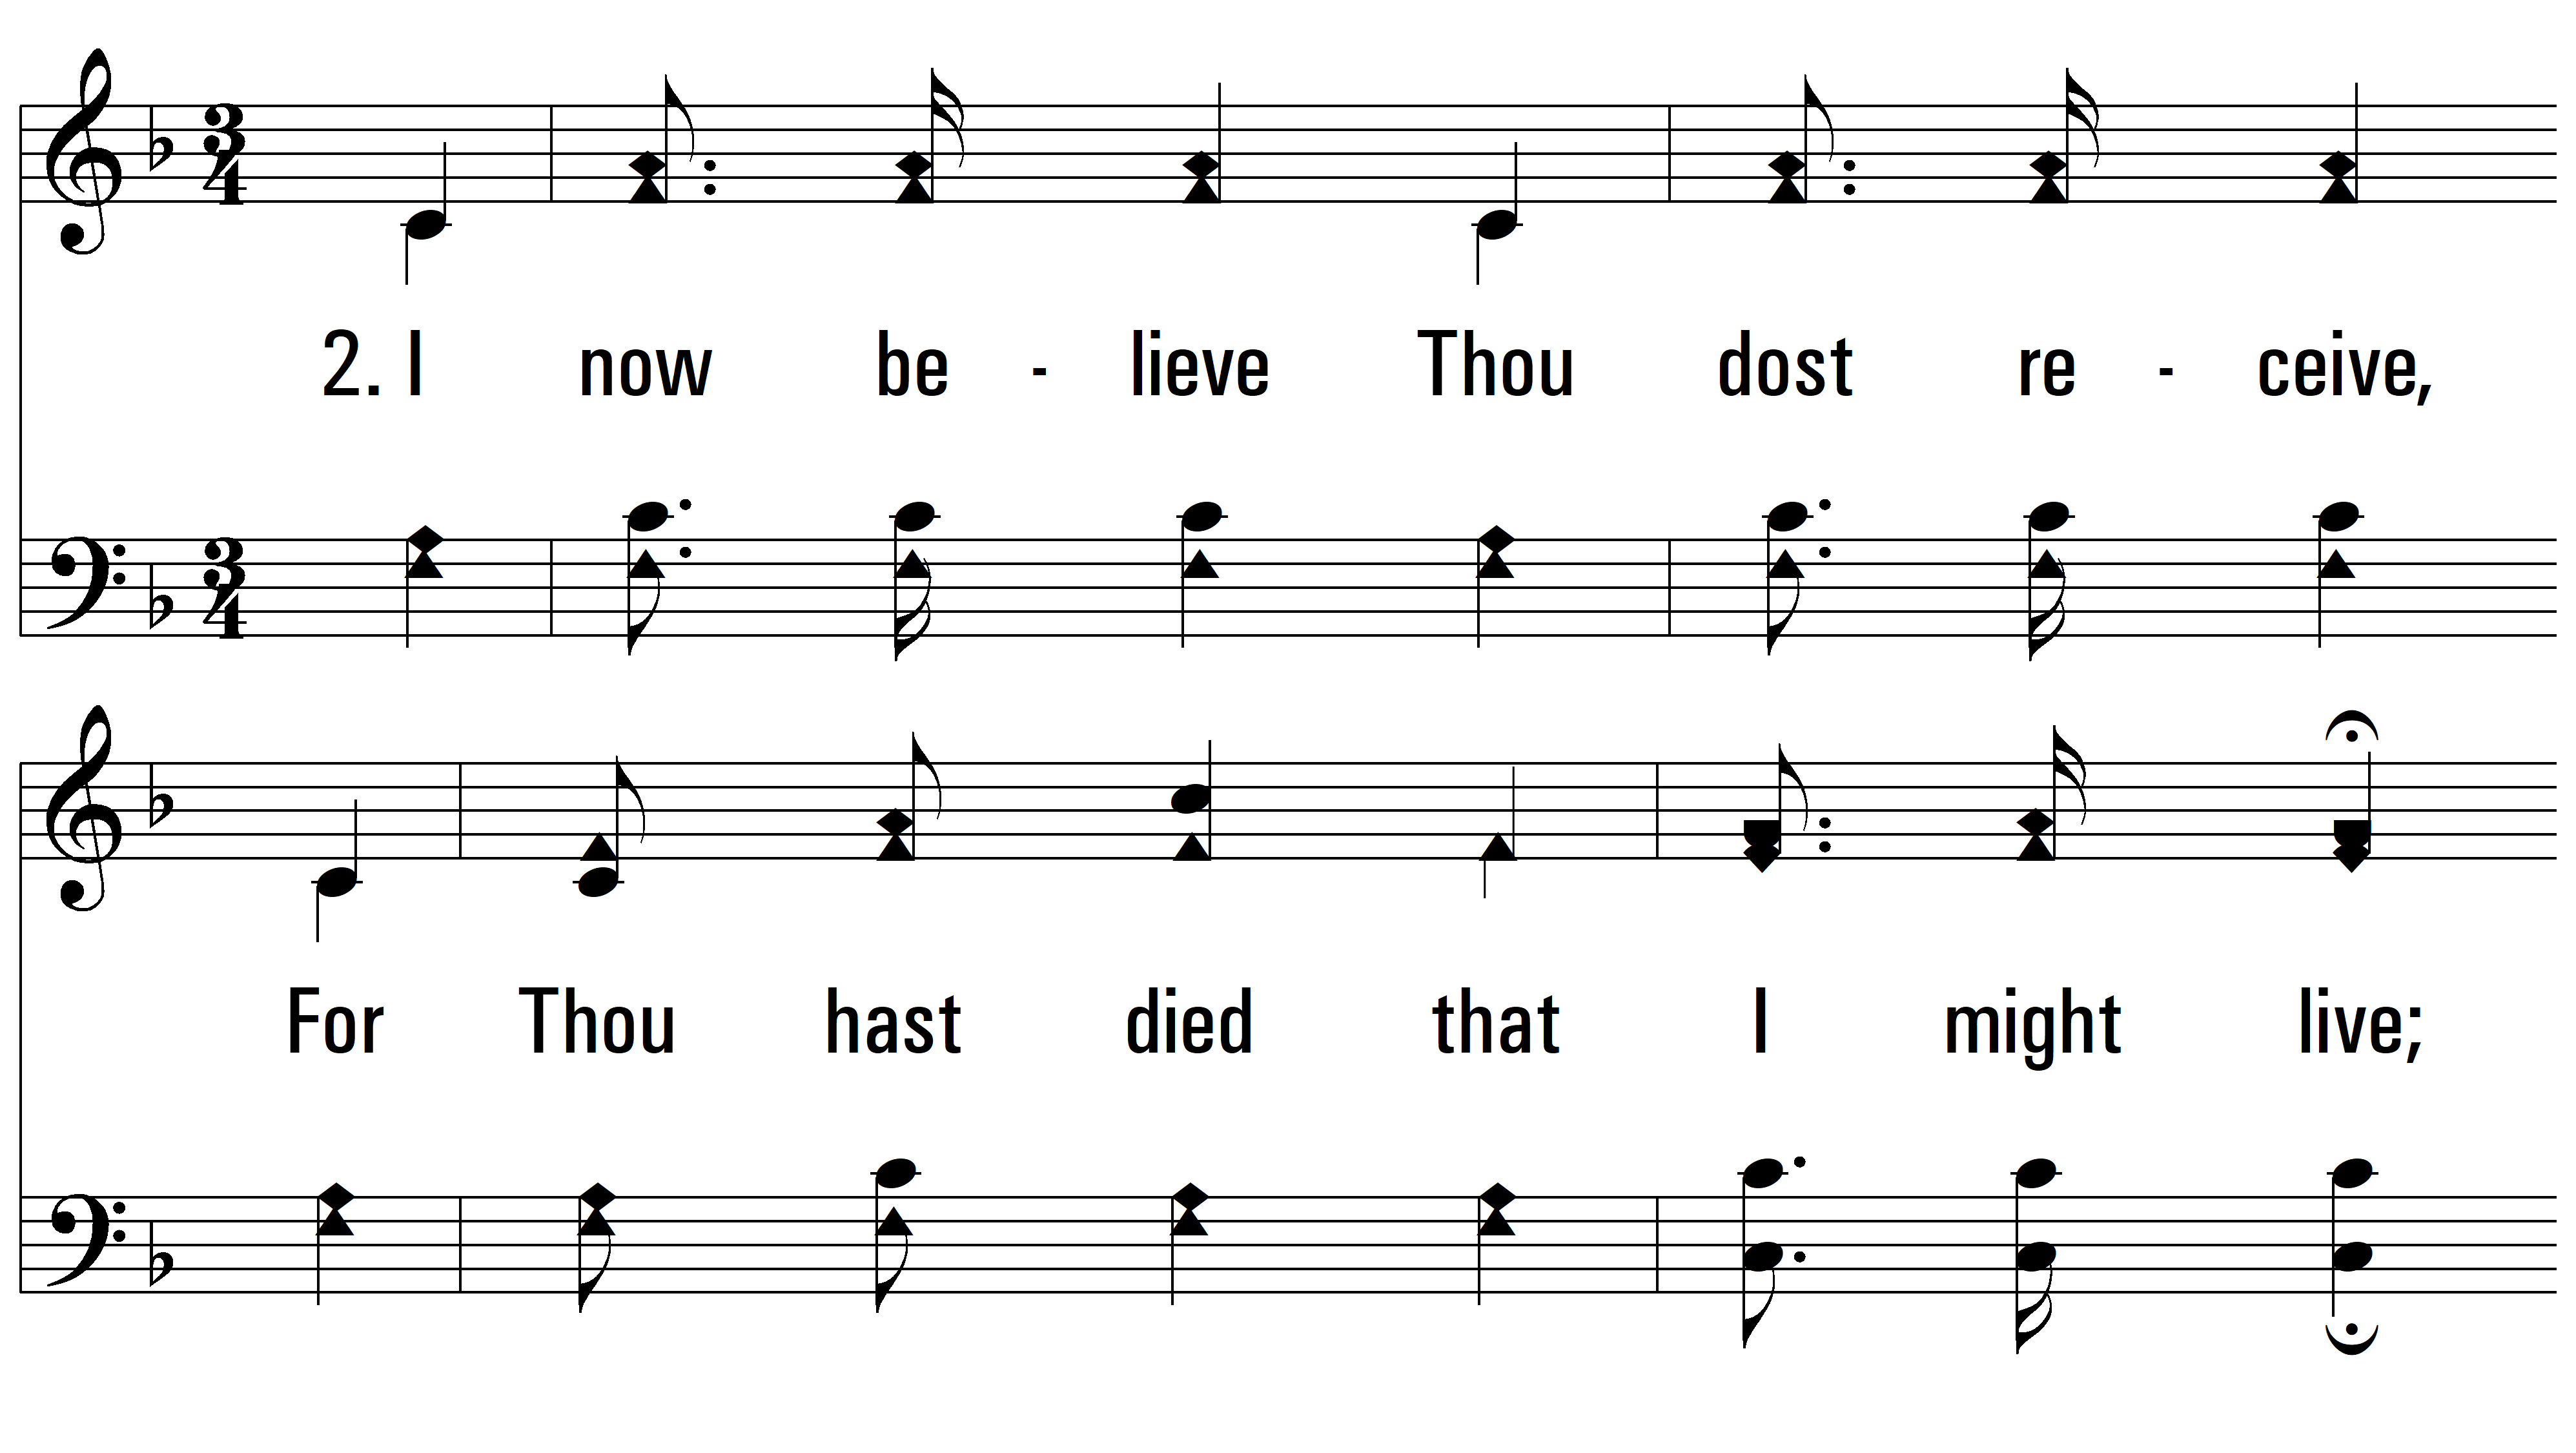 2. I now be - lieve Thou dost re - ceive,
For Thou hast died that I might live;